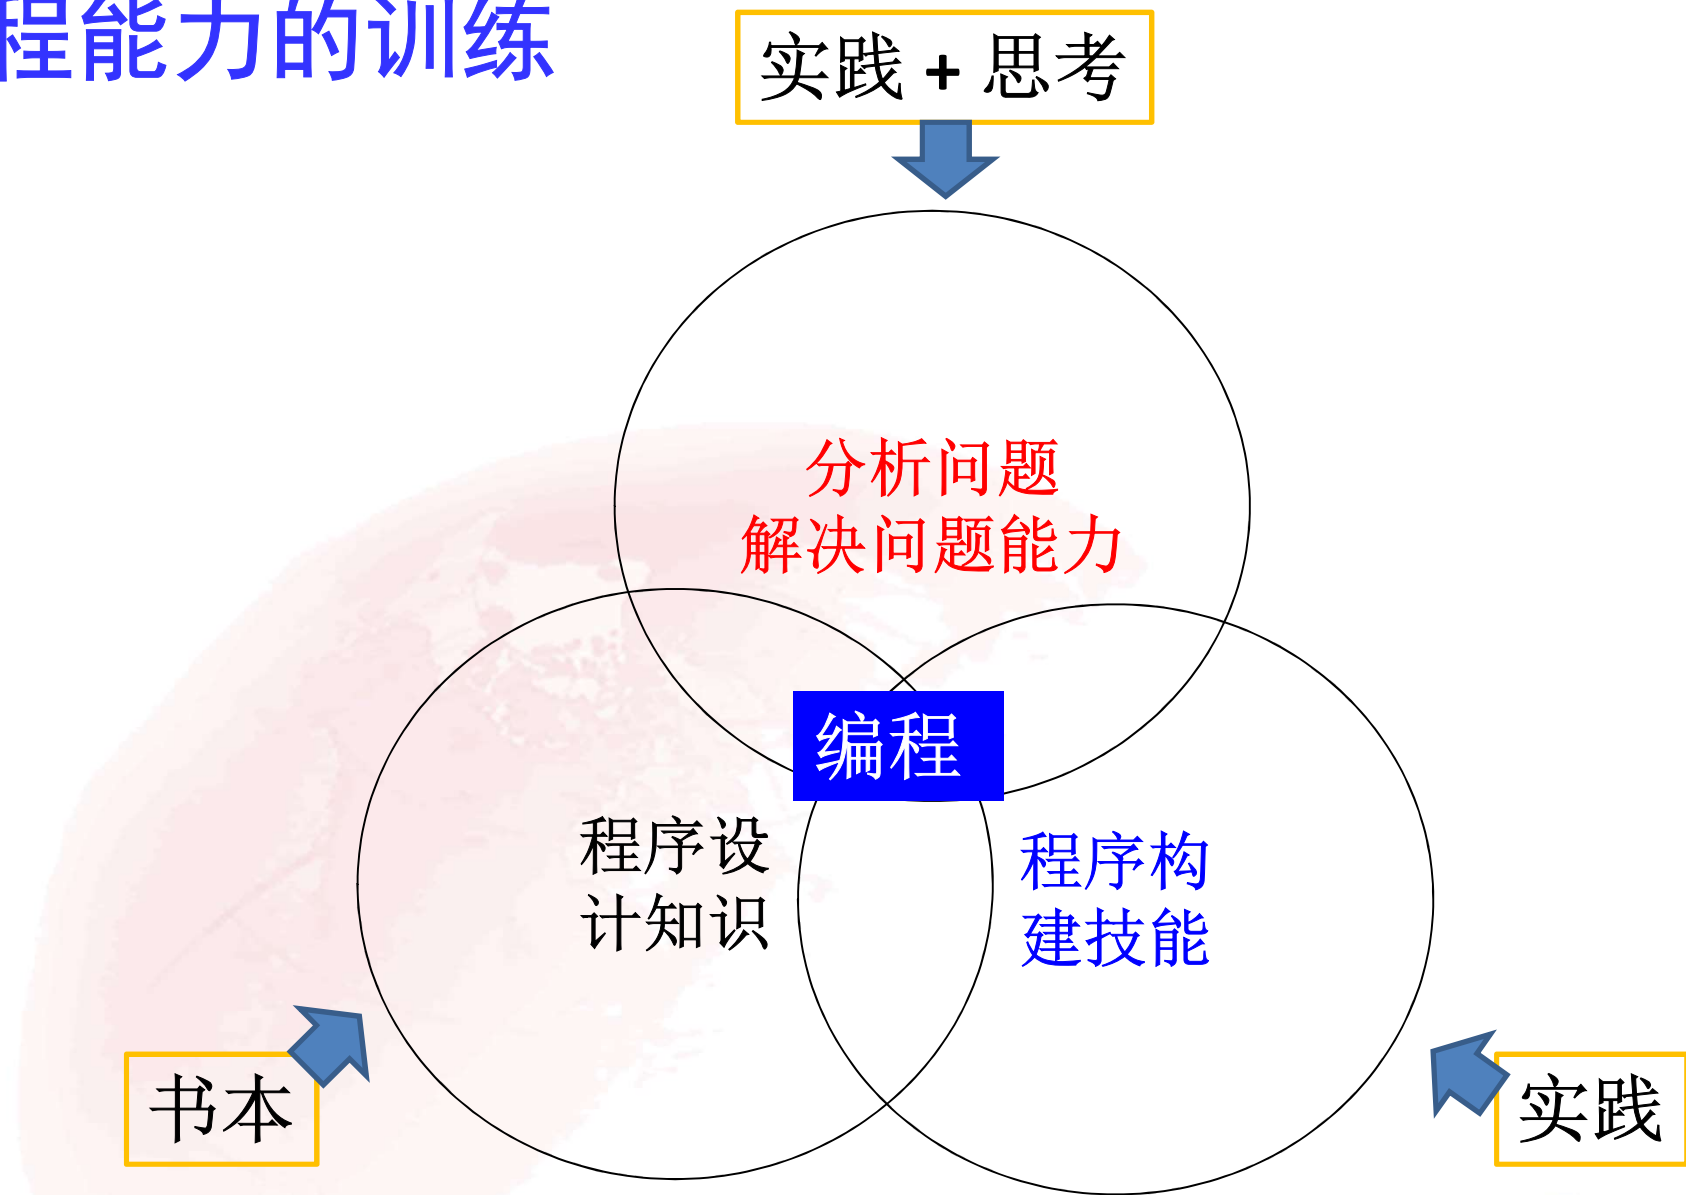 程能力的训练
实践 + 思考
分析问题
解决问题能力
编程
程序设
计知识
程序构
建技能
书本
实践